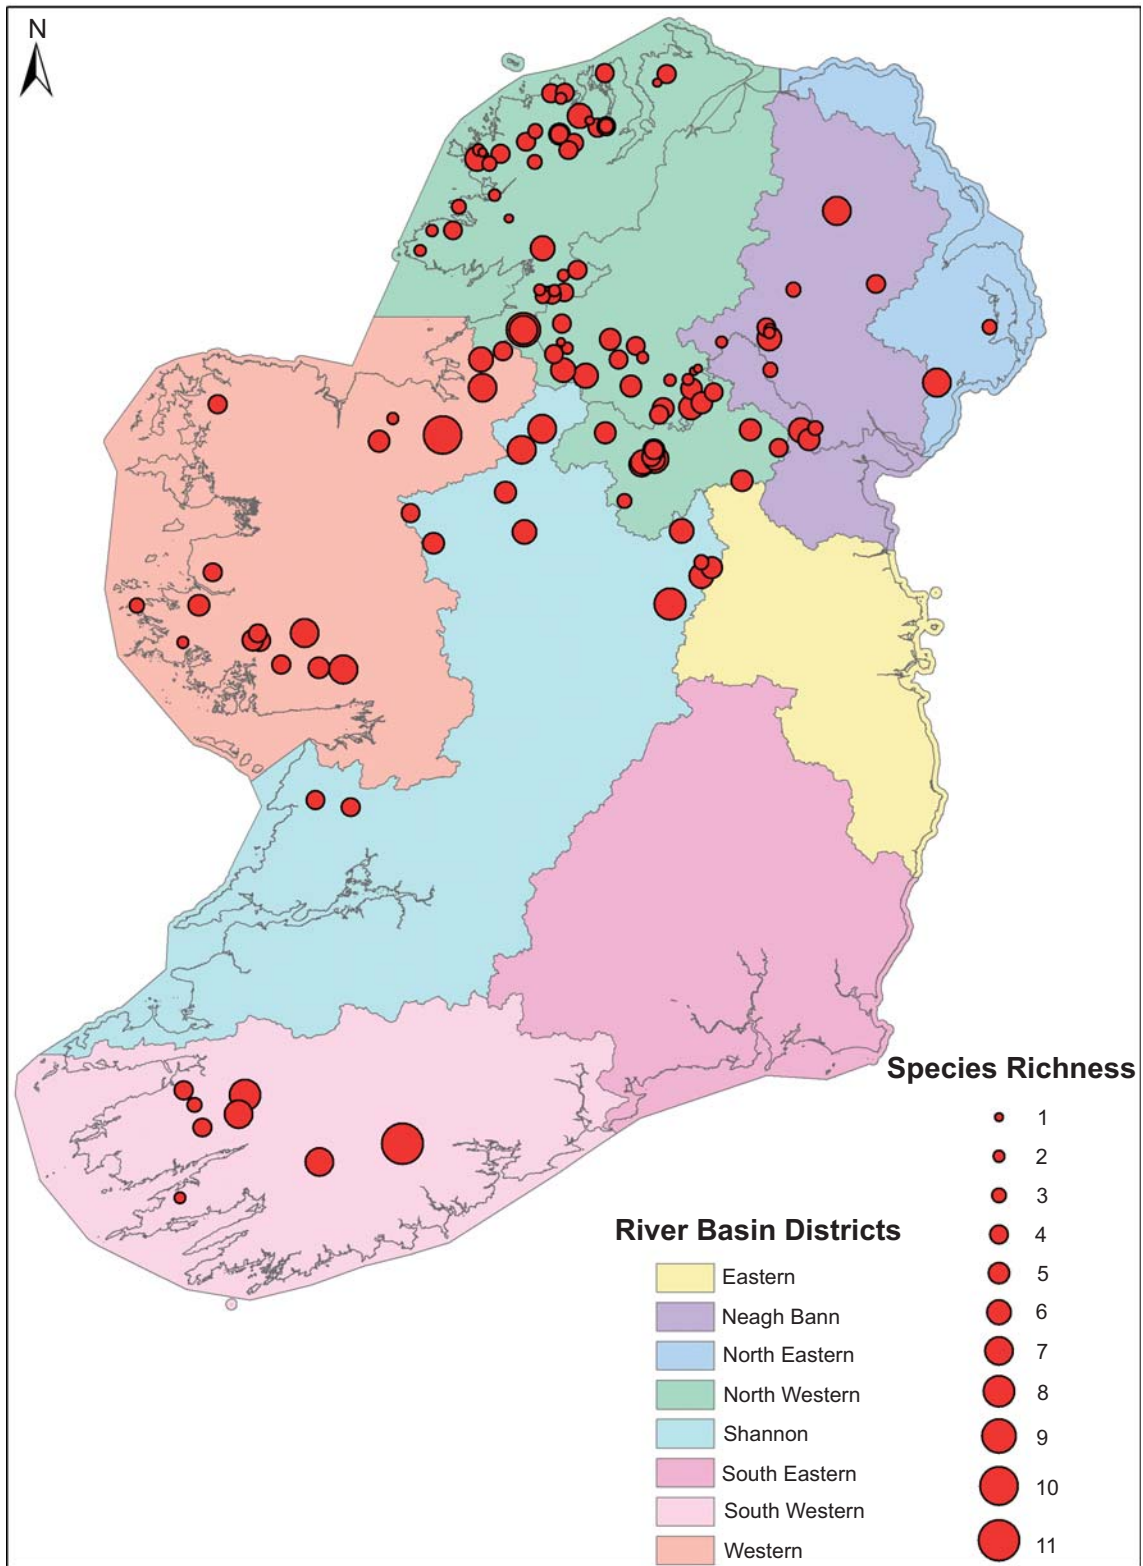 N
Species Richness
1
2
3
4
5
6
7
8
9
10
11
River Basin Districts
Eastern
Neagh Bann
North Eastern
North Western
Shannon
South Eastern
South Western
Western